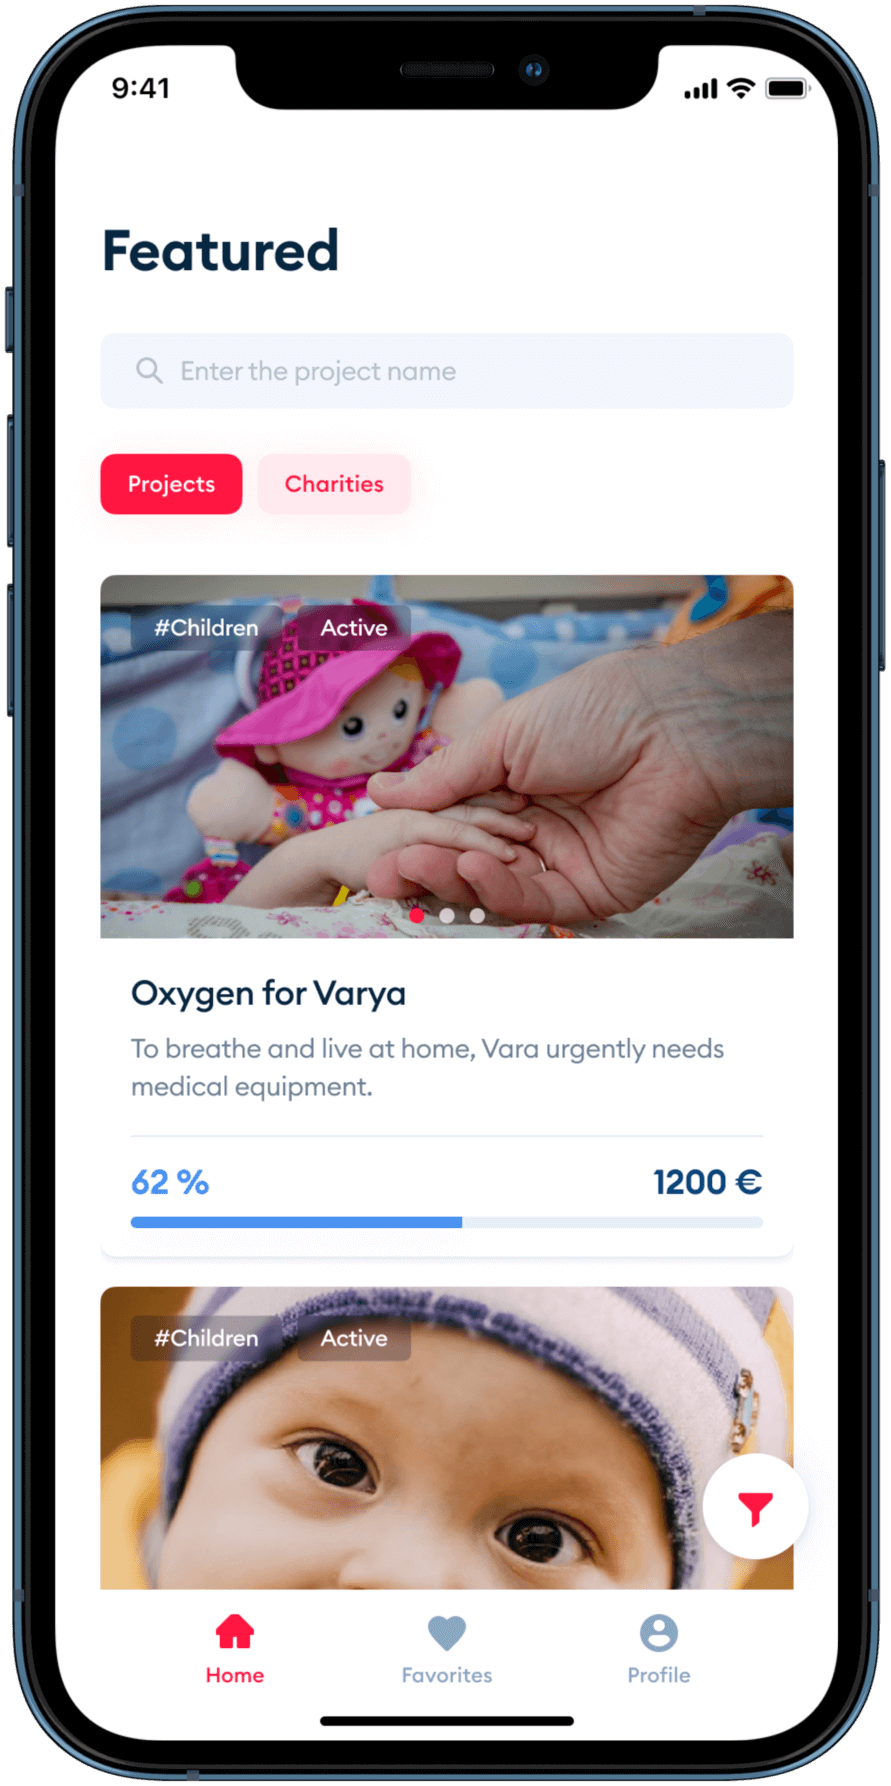 9:41
Featured
Enter the project name
Projects Charities
#Children Active
Oxygen for Varya
To breathe and live at home, Vara urgently needs
medical equipment.
62 % 1200 €
#Children Active
Home Favorites Profile